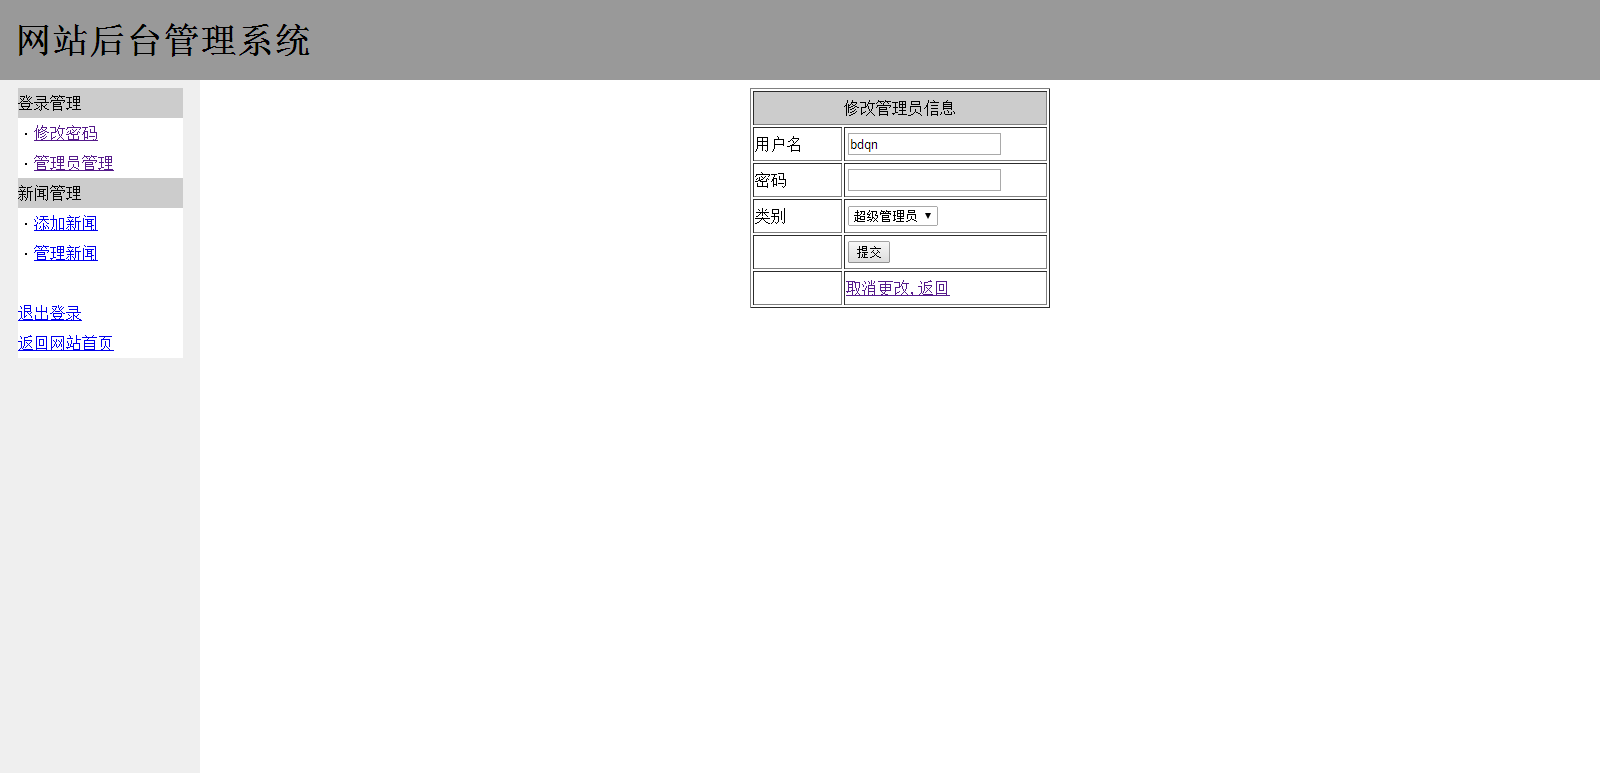 网站后台管理系统
登录管理
· 修改密码
· 管理员管理
新闻管理
· 添加新闻
· 管理新闻
退出登录
返回网站首页
修改管理员信息
用户名 bdqn
密码
类别 超级管理员 ▼
提交
取消更改,返回